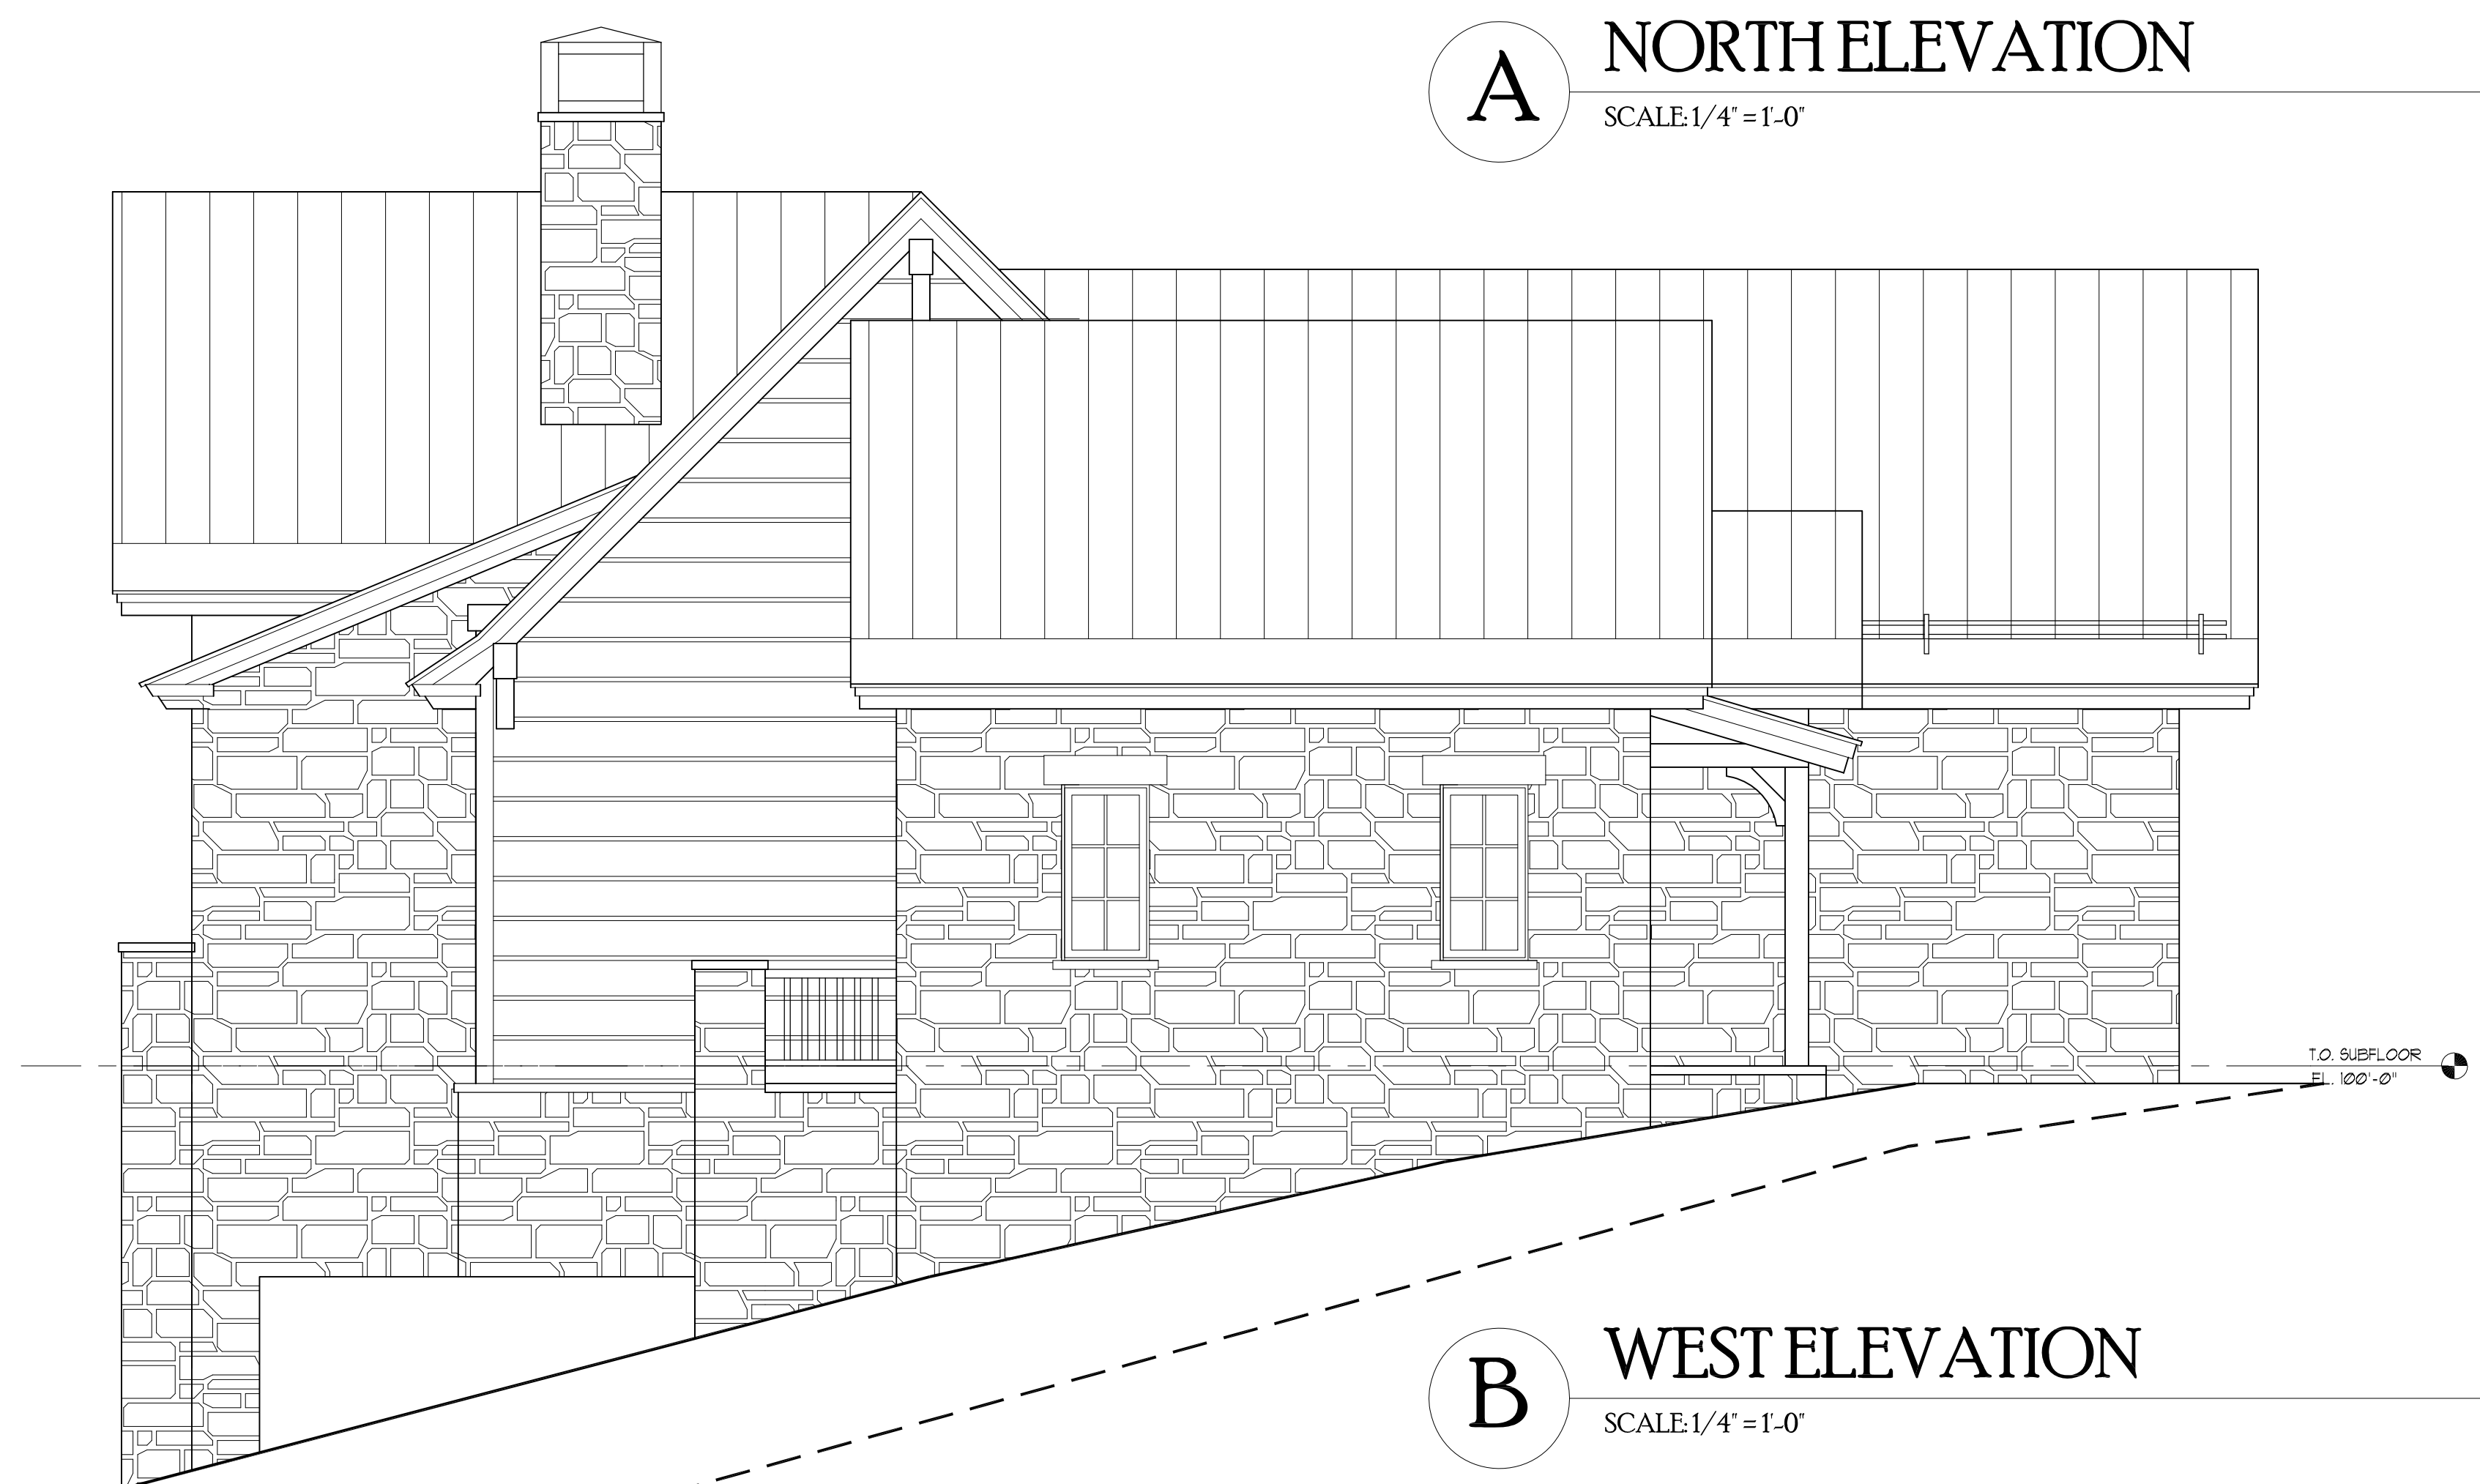 A
NORTH ELEVATION
SCALE: 1/4" = 1'-0"
T.O. SUBFLOOR
EL. 100'-0"
B
WEST ELEVATION
SCALE: 1/4" = 1'-0"